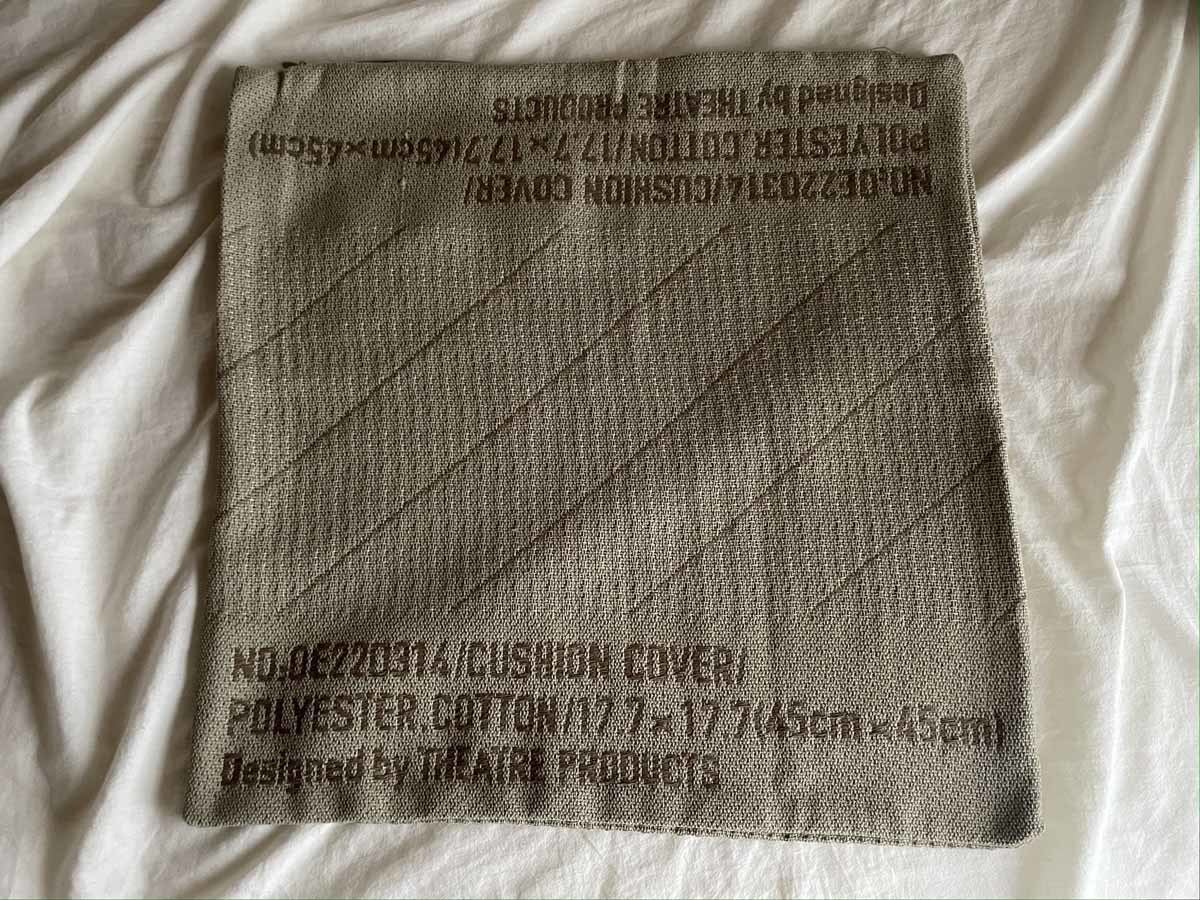 Designed by THEATRE PRODUCTS
POLYESTER.COTTON/17.7×17.7(45cm×45cm)
NO.OE220314/CUSHION COVER/
NO.OE220314/CUSHION COVER/
POLYESTER.COTTON/17.7×17.7(45cm×45cm)
Designed by THEATRE PRODUCTS